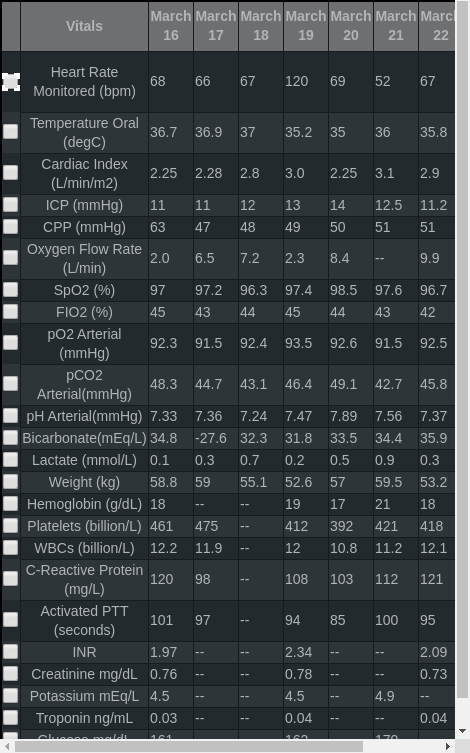 Vitals March 16 March 17 March 18 March 19 March 20 March 21 March 22
Heart Rate Monitored (bpm) 68 66 67 120 69 52 67
Temperature Oral (degC) 36.7 36.9 37 35.2 35 36 35.8
Cardiac Index (L/min/m2) 2.25 2.28 2.8 3.0 2.25 3.1 2.9
ICP (mmHg) 11 11 12 13 14 12.5 11.2
CPP (mmHg) 63 47 48 49 50 51 51
Oxygen Flow Rate (L/min) 2.0 6.5 7.2 2.3 8.4 -- 9.9
SpO2 (%) 97 97.2 96.3 97.4 98.5 97.6 96.7
FIO2 (%) 45 43 44 45 44 43 42
pO2 Arterial (mmHg) 92.3 91.5 92.4 93.5 92.6 91.5 92.5
pCO2 Arterial(mmHg) 48.3 44.7 43.1 46.4 49.1 42.7 45.8
pH Arterial(mmHg) 7.33 7.36 7.24 7.47 7.89 7.56 7.37
Bicarbonate(mEq/L) 34.8 -27.6 32.3 31.8 33.5 34.4 35.9
Lactate (mmol/L) 0.1 0.3 0.7 0.2 0.5 0.9 0.3
Weight (kg) 58.8 59 55.1 52.6 57 59.5 53.2
Hemoglobin (g/dL) 18 -- -- 19 17 21 18
Platelets (billion/L) 461 475 -- 412 392 421 418
WBCs (billion/L) 12.2 11.9 -- 12 10.8 11.2 12.1
C-Reactive Protein (mg/L) 120 98 -- 108 103 112 121
Activated PTT (seconds) 101 97 -- 94 85 100 95
INR 1.97 -- -- 2.34 -- -- 2.09
Creatinine mg/dL 0.76 -- -- 0.78 -- -- 0.73
Potassium mEq/L 4.5 -- -- 4.5 -- 4.9 --
Troponin ng/mL 0.03 -- -- 0.04 -- -- 0.04